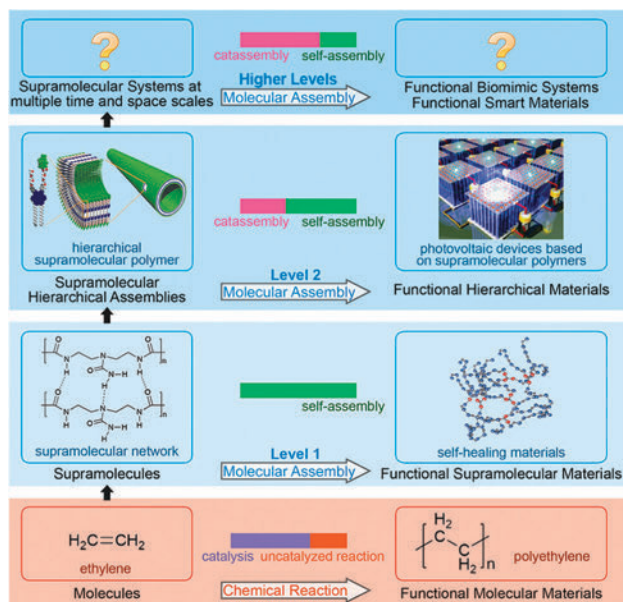 ?
catassembly self-assembly
?
Supramolecular Systems at
multiple time and space scales
Higher Levels
Molecular Assembly
Functional Biomimic Systems
Functional Smart Materials
hierarchical
supramolecular polymer
catassembly self-assembly
photovoltaic devices based
on supramolecular polymers
Supramolecular
Hierarchical Assemblies
Level 2
Molecular Assembly
Functional Hierarchical Materials
O O
N N N
H H n
O N-H
H
O O
N N N
H H n
O N-H
H
supramolecular network
self-assembly
self-healing materials
Supramolecules
Level 1
Molecular Assembly
Functional Supramolecular Materials
H2C=CH2
ethylene
catalysis uncatalyzed reaction
H2
C
C
H2 n
polyethylene
Molecules
Chemical Reaction
Functional Molecular Materials